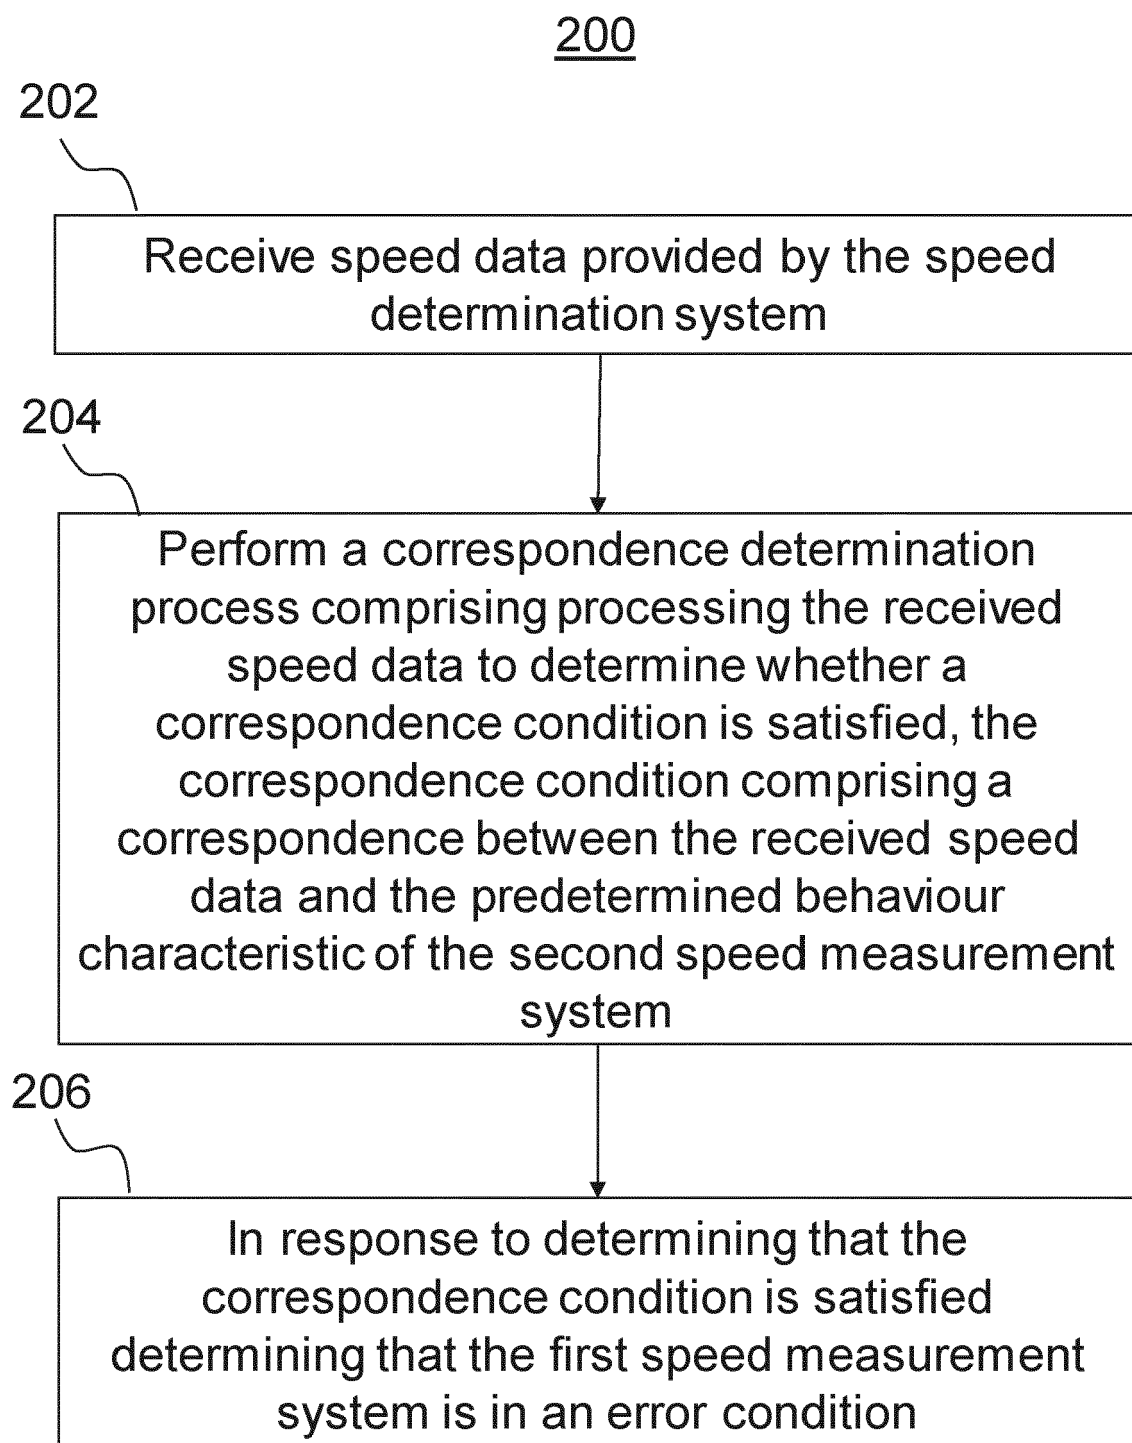 200
202
Receive speed data provided by the speed
determination system
204
Perform a correspondence determination
process comprising processing the received
speed data to determine whether a
correspondence condition is satisfied, the
correspondence condition comprising a
correspondence between the received speed
data and the predetermined behaviour
characteristic of the second speed measurement
system
206
In response to determining that the
correspondence condition is satisfied
determining that the first speed measurement
system is in an error condition